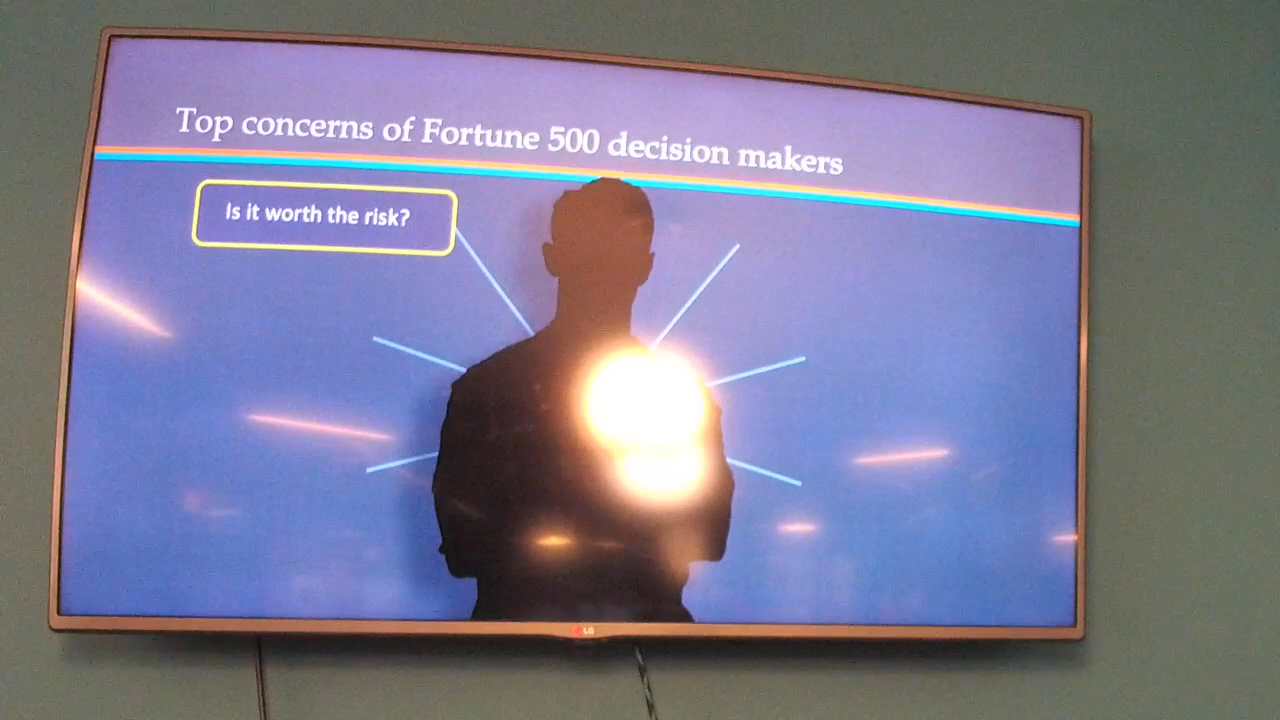 Top concerns of Fortune 500 decision makers
Is it worth the risk?
LG